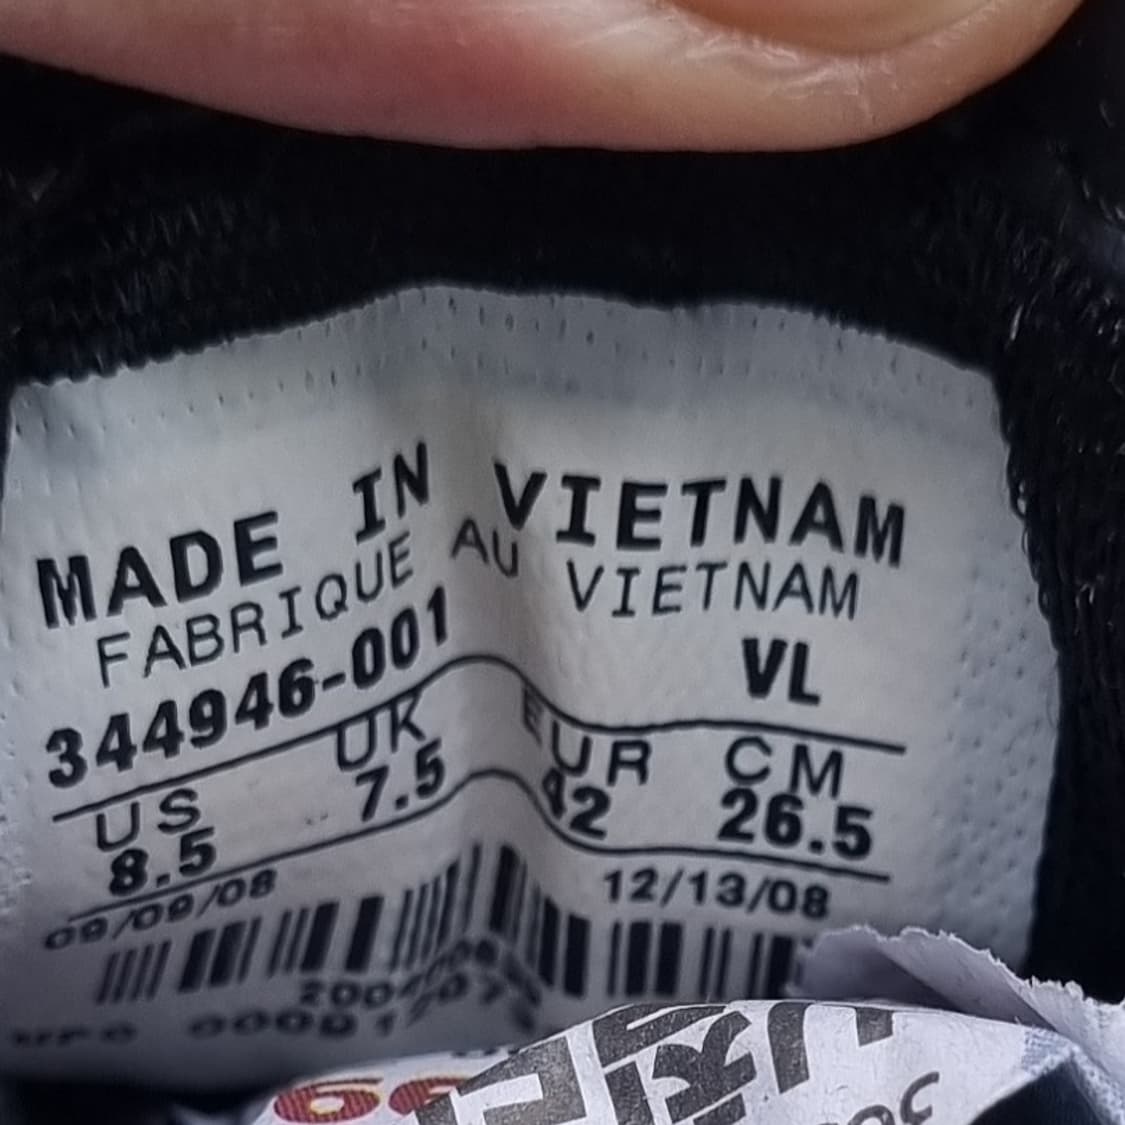 MADE IN VIETNAM
FABRIQUE AU VIETNAM
344946-001 VL
US UK EUR CM
8.5 7.5 42 26.5
09/09/08 12/13/08